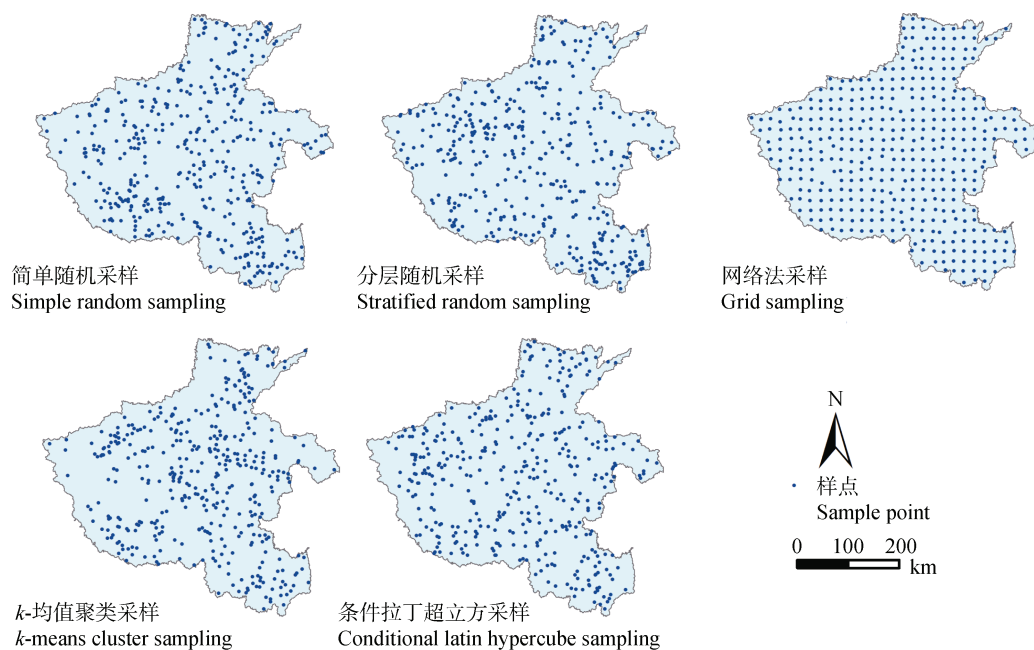 简单随机采样
Simple random sampling
分层随机采样
Stratified random sampling
网络法采样
Grid sampling
k-均值聚类采样
k-means cluster sampling
条件拉丁超立方采样
Conditional latin hypercube sampling
N
样点
Sample point
0 100 200
km